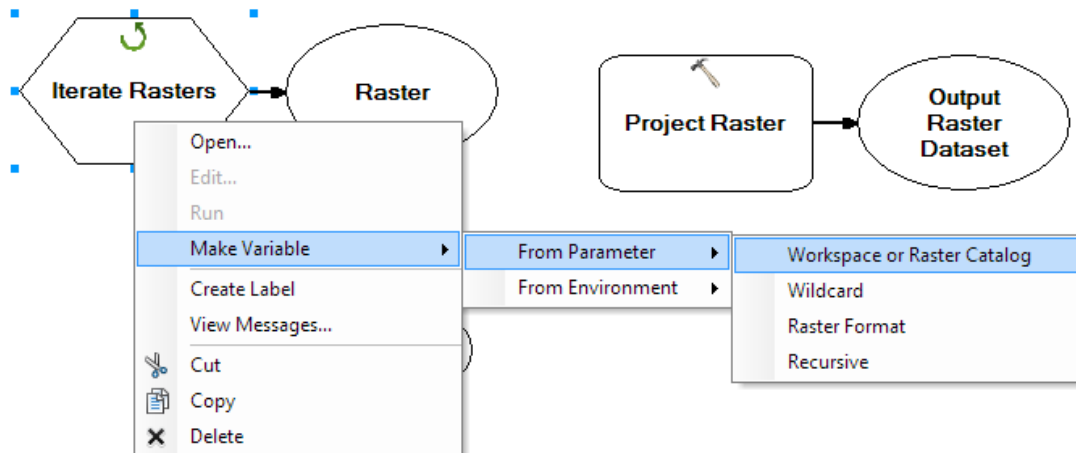 Iterate Rasters
Raster
Project Raster
Output
Raster
Dataset
Open...
Edit...
Run
Make Variable
Create Label
View Messages...
Cut
Copy
Delete
From Parameter
From Environment
Workspace or Raster Catalog
Wildcard
Raster Format
Recursive